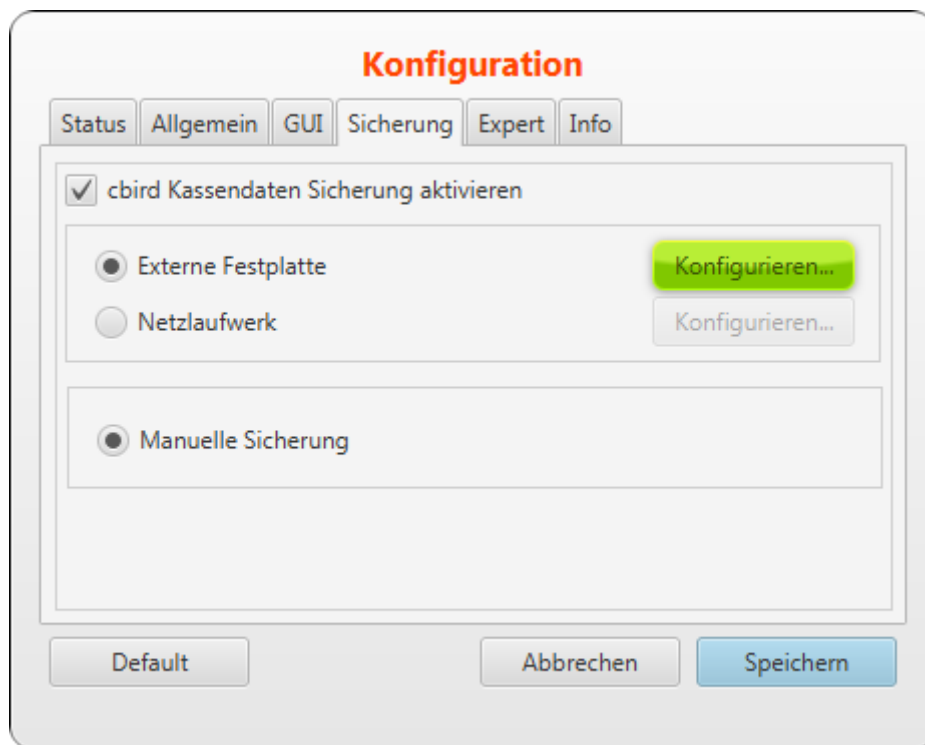 Konfiguration
Status Allgemein GUI Sicherung Expert Info
cbird Kassendaten Sicherung aktivieren
Externe Festplatte Konfigurieren...
Netzlaufwerk Konfigurieren...
Manuelle Sicherung
Default Abbrechen Speichern